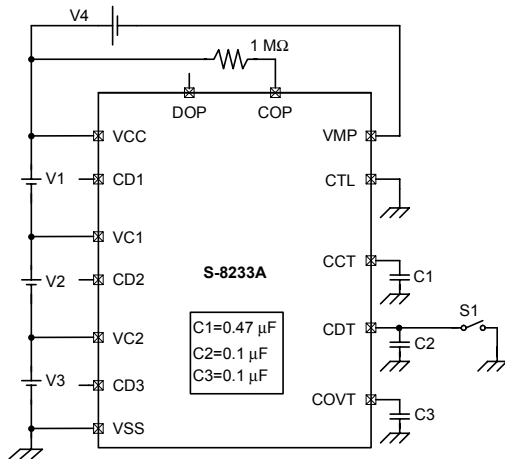 V4
1 MΩ
DOP
COP
VCC
VMP
V1
CD1
CTL
VC1
S-8233A
CCT
C1
V2
CD2
C1=0.47 μF
C2=0.1 μF
C3=0.1 μF
S1
VC2
CDT
C2
V3
CD3
COVT
C3
VSS